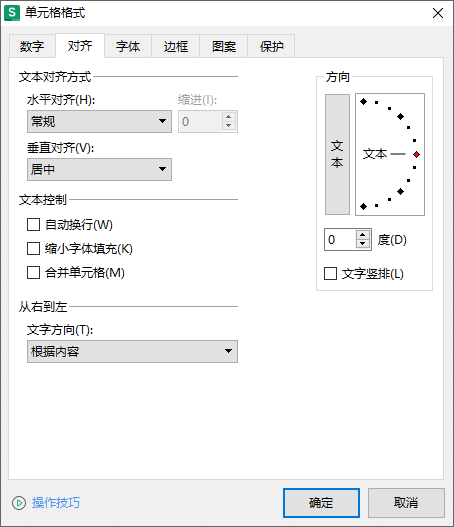 S 单元格格式
数字 对齐 字体 边框 图案 保护
文本对齐方式
水平对齐(H): 缩进(I):
常规 0
垂直对齐(V):
居中
文本控制
自动换行(W)
缩小字体填充(K)
合并单元格(M)
从右到左
文字方向(T):
根据内容
方向
文本
文本
0 度(D)
文字竖排(L)
操作技巧 确定 取消